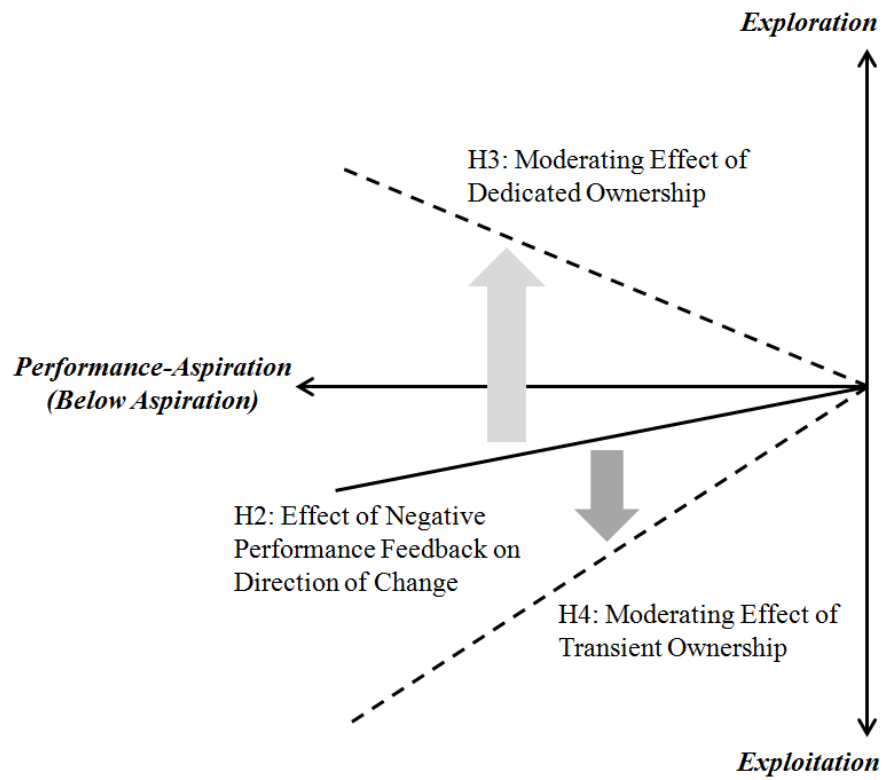 Exploration
H3: Moderating Effect of
Dedicated Ownership
Performance-Aspiration
(Below Aspiration)
H2: Effect of Negative
Performance Feedback on
Direction of Change
H4: Moderating Effect of
Transient Ownership
Exploitation